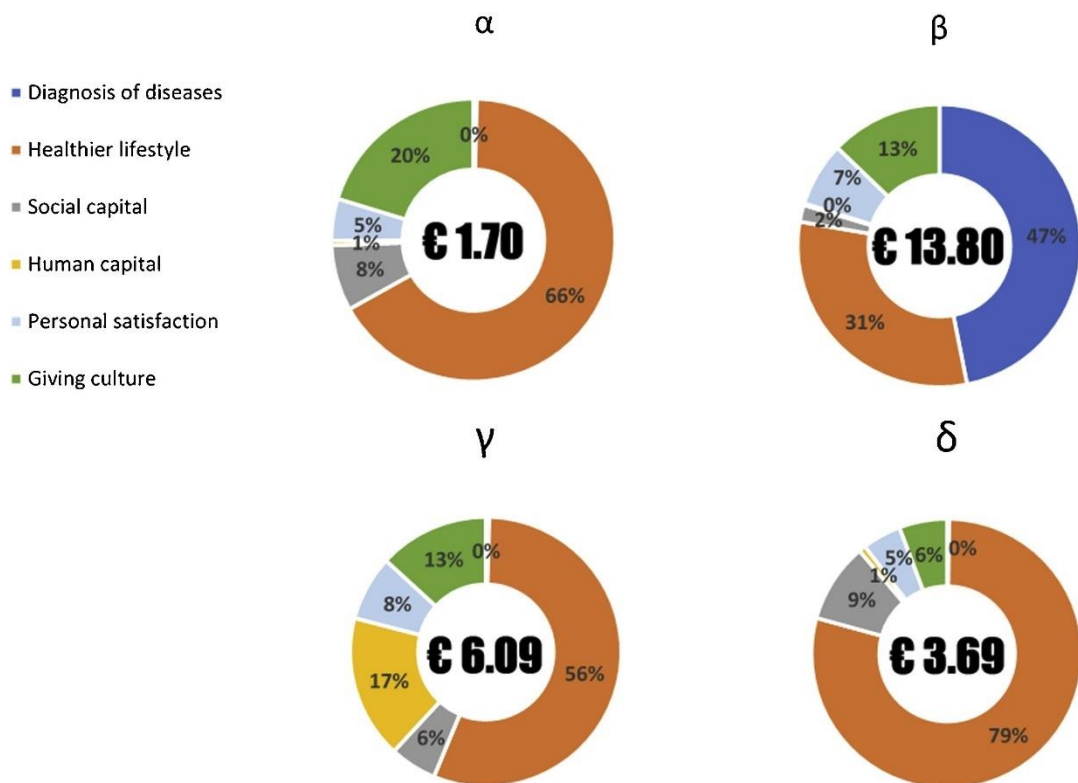 α
β
Diagnosis of diseases
Healthier lifestyle
Social capital
Human capital
Personal satisfaction
Giving culture
0%
20%
5%
1%
8%
66%
€ 1.70
13%
7%
0%
2%
47%
31%
€ 13.80
γ
δ
13%
0%
8%
17%
6%
56%
€ 6.09
5%
6%
0%
1%
9%
79%
€ 3.69